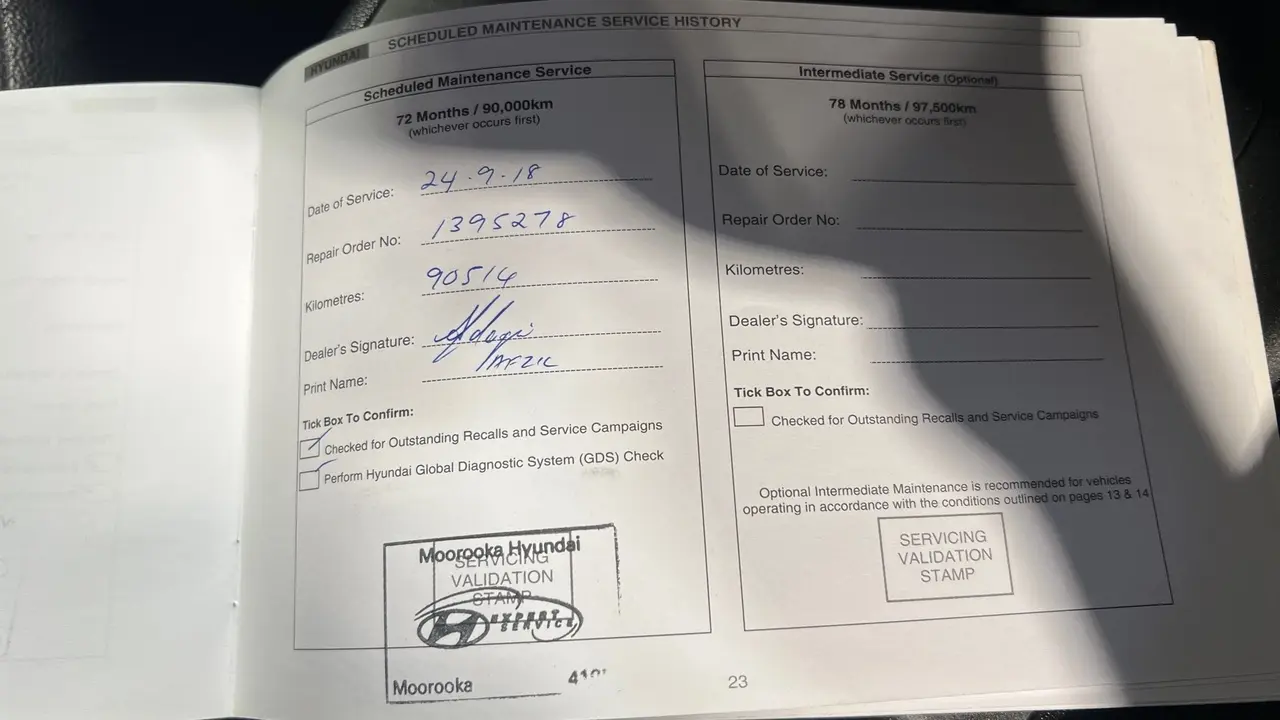 HYUNDAI
SCHEDULED MAINTENANCE SERVICE HISTORY
Scheduled Maintenance Service
72 Months / 90,000km
(whichever occurs first)
Date of Service: 24.9.18
Repair Order No: 1395278
Kilometres: 90514
Dealer's Signature:
Print Name:
Tick Box To Confirm:
Checked for Outstanding Recalls and Service Campaigns
Perform Hyundai Global Diagnostic System (GDS) Check
Moorooka Hyundai
SERVICING
VALIDATION
STAMP
EXPERT
SERVICE
Moorooka
Intermediate Service (Optional)
78 Months / 97,500km
(whichever occurs first)
Date of Service:
Repair Order No:
Kilometres:
Dealer's Signature:
Print Name:
Tick Box To Confirm:
Checked for Outstanding Recalls and Service Campaigns
Optional Intermediate Maintenance is recommended for vehicles
operating in accordance with the conditions outlined on pages 13 & 14
SERVICING
VALIDATION
STAMP
23